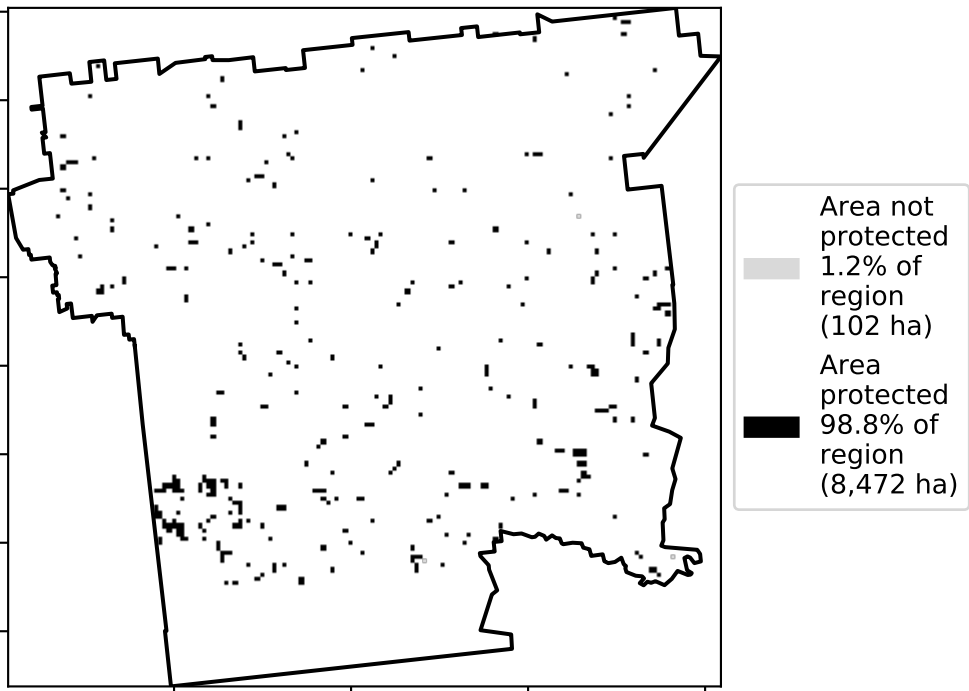 Area not
protected
1.2% of
region
(102 ha)
Area
protected
98.8% of
region
(8,472 ha)